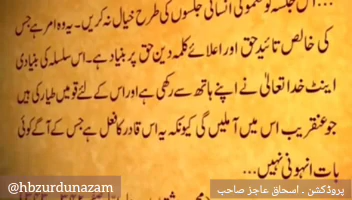 اس جلسہ کو معمولی انسانی جلسوں کی طرح خیال نہ کریں۔ یہ وہ امر ہے جس
کی خالص تائید حق اور اعلائے کلمہ دین حق پر بنیاد ہے۔ اس سلسلہ کی بنیادی
اینٹ خدا تعالیٰ نے اپنے ہاتھ سے رکھی ہے اور اس کے لئے قومیں طیار کی ہیں
جو عنقریب اس میں آملیں گی کیونکہ یہ اس قادر کا فعل ہے جس کے آگے کوئی
بات انہونی نہیں...
@hbzurdunazam
پروڈکشن ۔ اسحاق عاجز صاحب